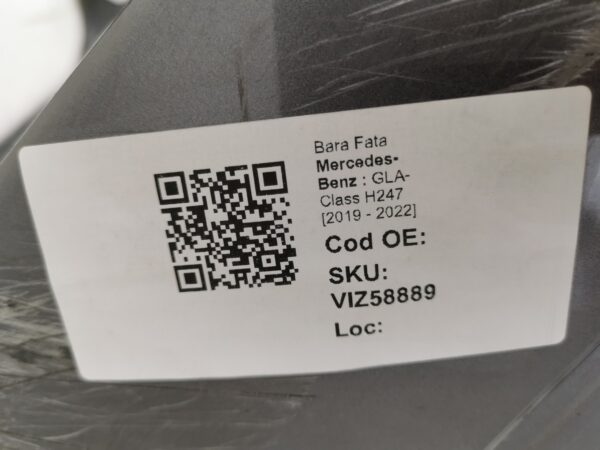 Bara Fata
Mercedes-
Benz : GLA-
Class H247
[2019 - 2022]
Cod OE:
SKU:
VIZ58889
Loc: